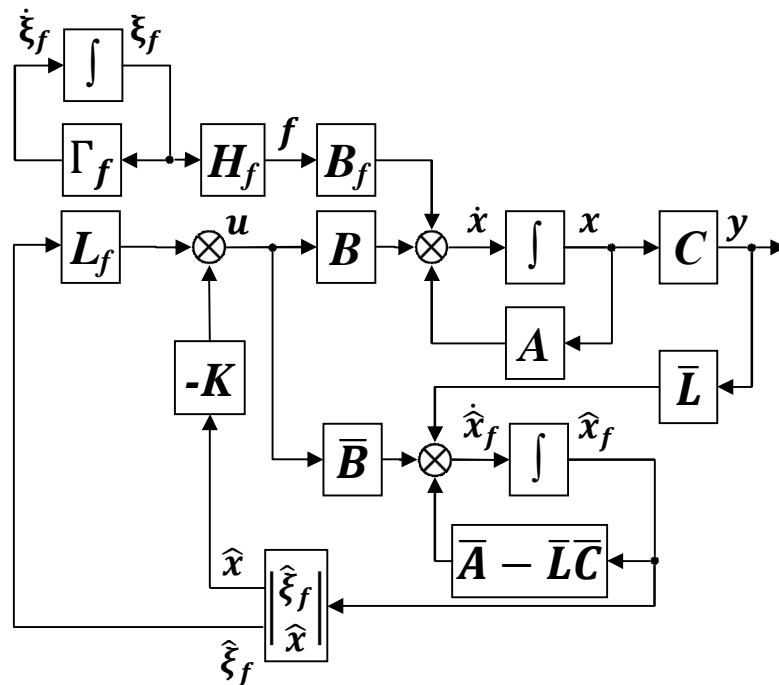 ξ̇_f ∫ ξ_f
Γ_f H_f f B_f
L_f u B ẋ ∫ x C y
A
-K L̄
B̄ x̂̇_f ∫ x̂_f
Ā − L̄C̄
x̂ ξ̂_f
x̂
ξ̂_f